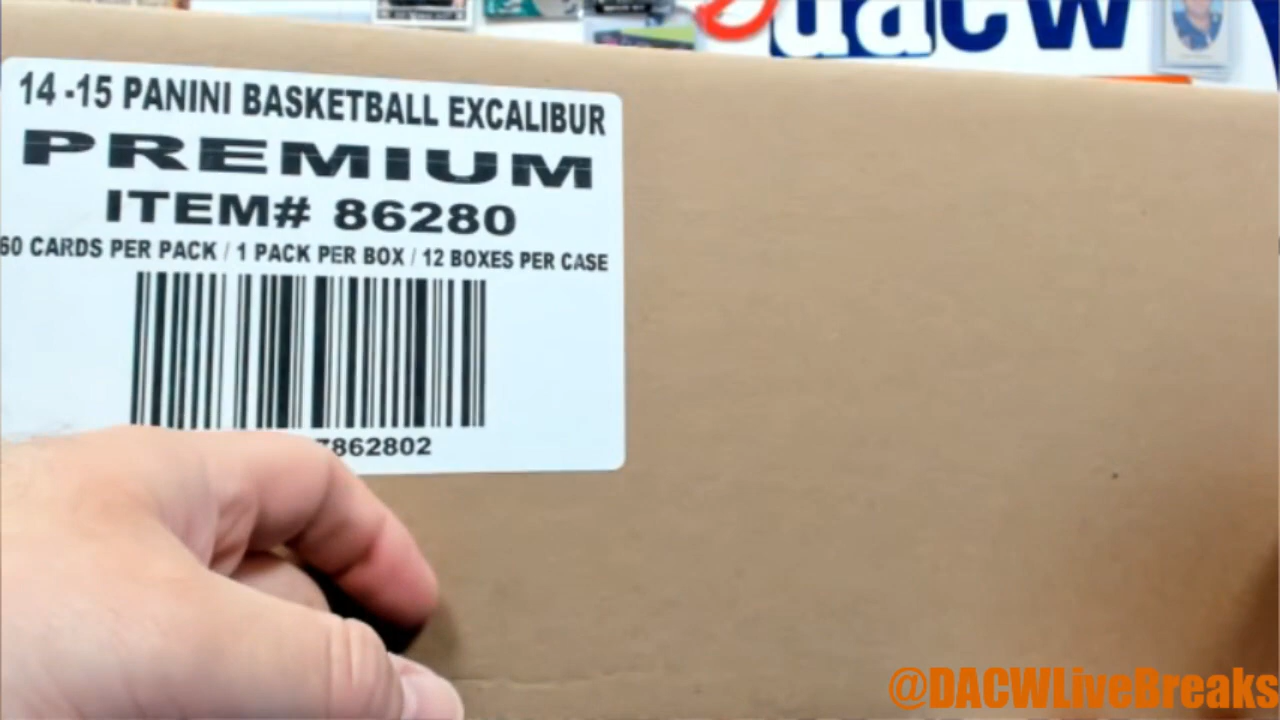 dacw
14 -15 PANINI BASKETBALL EXCALIBUR
PREMIUM
ITEM# 86280
60 CARDS PER PACK / 1 PACK PER BOX / 12 BOXES PER CASE
7862802
@DACWLiveBreaks